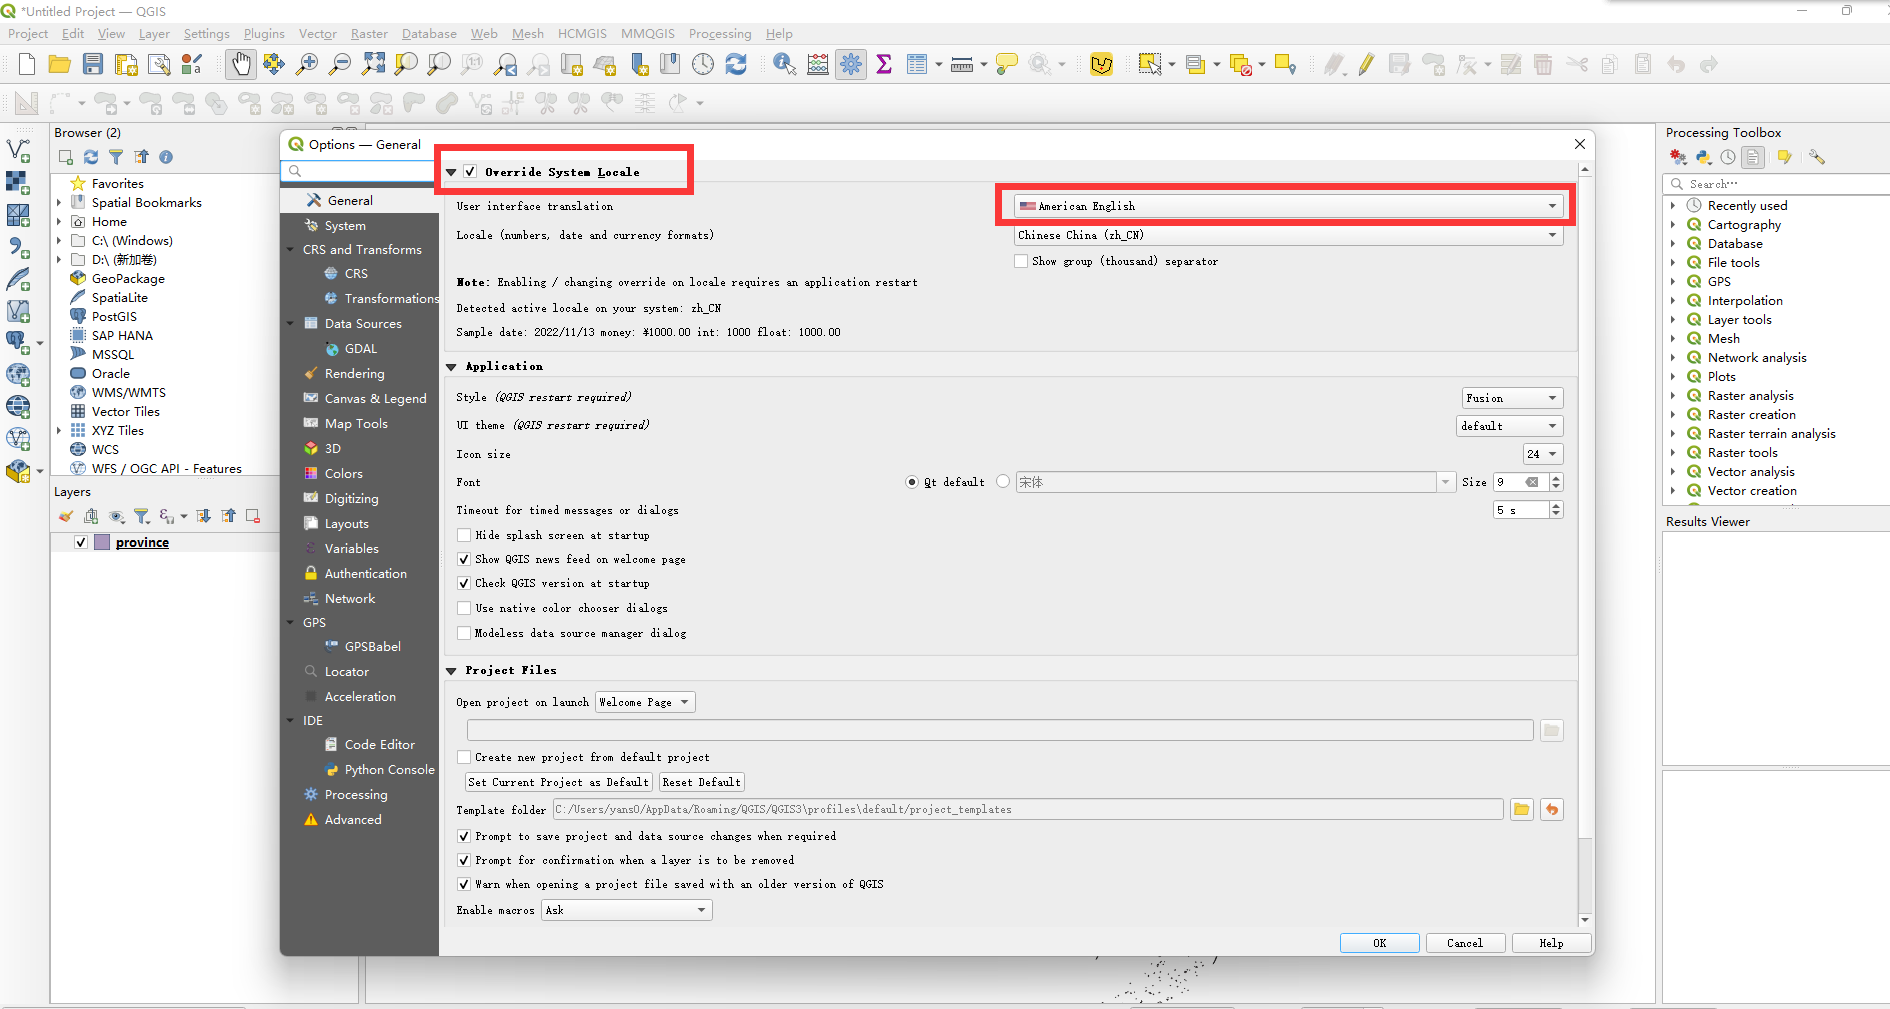 *Untitled Project — QGIS
Project Edit View Layer Settings Plugins Vector Raster Database Web Mesh HCMGIS MMQGIS Processing Help
Browser (2)
Favorites
Spatial Bookmarks
Home
C:\ (Windows)
D:\ (新加卷)
GeoPackage
SpatiaLite
PostGIS
SAP HANA
MSSQL
Oracle
WMS/WMTS
Vector Tiles
XYZ Tiles
WCS
WFS / OGC API - Features
Layers
province
Options — General
General
System
CRS and Transforms
CRS
Transformations
Data Sources
GDAL
Rendering
Canvas & Legend
Map Tools
3D
Colors
Digitizing
Layouts
Variables
Authentication
Network
GPS
GPSBabel
Locator
Acceleration
IDE
Code Editor
Python Console
Processing
Advanced
Override System Locale
User interface translation American English
Locale (numbers, date and currency formats) Chinese China (zh_CN)
Show group (thousand) separator
Note: Enabling / changing override on locale requires an application restart
Detected active locale on your system: zh_CN
Sample date: 2022/11/13 money: ¥1000.00 int: 1000 float: 1000.00
Application
Style (QGIS restart required) Fusion
UI theme (QGIS restart required) default
Icon size 24
Font Qt default 宋体 Size 9
Timeout for timed messages or dialogs 5 s
Hide splash screen at startup
Show QGIS news feed on welcome page
Check QGIS version at startup
Use native color chooser dialogs
Modeless data source manager dialog
Project Files
Open project on launch Welcome Page
Create new project from default project
Set Current Project as Default Reset Default
Template folder C:/Users/yansO/AppData/Roaming/QGIS/QGIS3\profiles\default/project_templates
Prompt to save project and data source changes when required
Prompt for confirmation when a layer is to be removed
Warn when opening a project file saved with an older version of QGIS
Enable macros Ask
OK Cancel Help
Processing Toolbox
Search…
Recently used
Cartography
Database
File tools
GPS
Interpolation
Layer tools
Mesh
Network analysis
Plots
Raster analysis
Raster creation
Raster terrain analysis
Raster tools
Vector analysis
Vector creation
Results Viewer